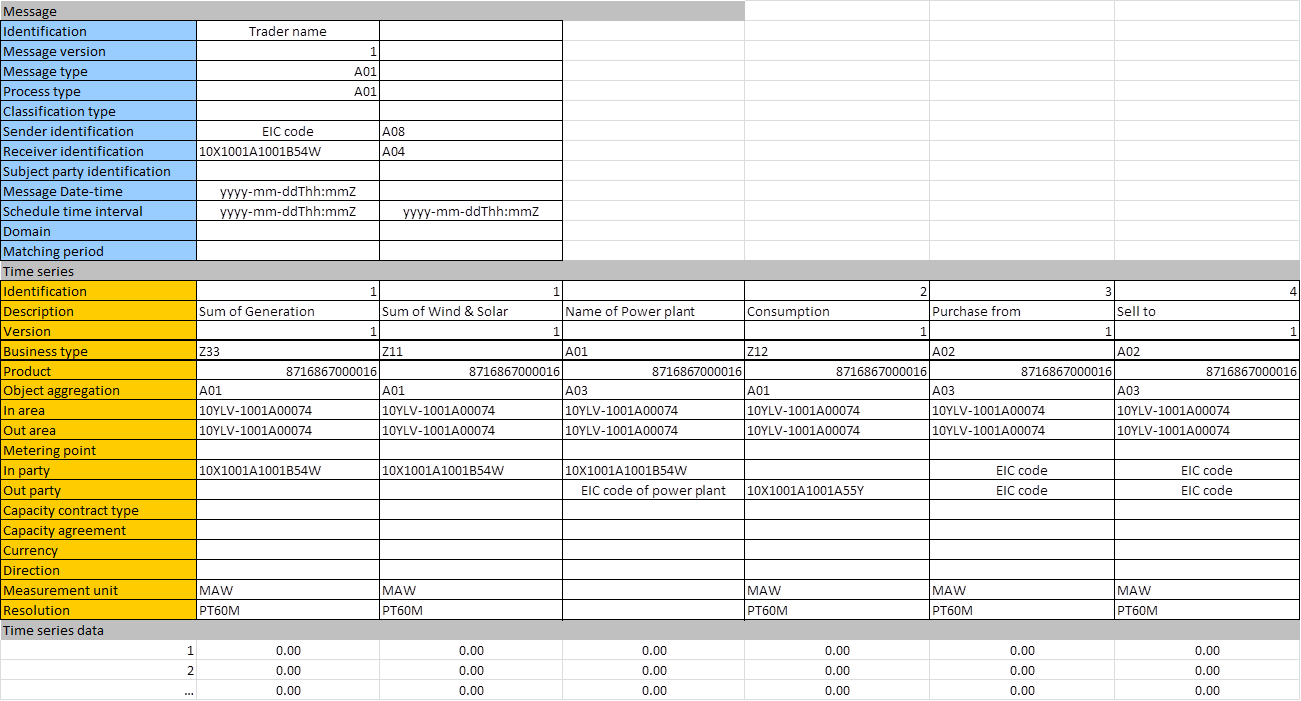 Message
Identification Trader name
Message version 1
Message type A01
Process type A01
Classification type
Sender identification EIC code A08
Receiver identification 10X1001A1001B54W A04
Subject party identification
Message Date-time yyyy-mm-ddThh:mmZ
Schedule time interval yyyy-mm-ddThh:mmZ yyyy-mm-ddThh:mmZ
Domain
Matching period
Time series
Identification 1 1 2 3 4
Description Sum of Generation Sum of Wind & Solar Name of Power plant Consumption Purchase from Sell to
Version 1 1 1 1 1
Business type Z33 Z11 A01 Z12 A02 A02
Product 8716867000016 8716867000016 8716867000016 8716867000016 8716867000016 8716867000016
Object aggregation A01 A01 A03 A01 A03 A03
In area 10YLV-1001A00074 10YLV-1001A00074 10YLV-1001A00074 10YLV-1001A00074 10YLV-1001A00074 10YLV-1001A00074
Out area 10YLV-1001A00074 10YLV-1001A00074 10YLV-1001A00074 10YLV-1001A00074 10YLV-1001A00074 10YLV-1001A00074
Metering point
In party 10X1001A1001B54W 10X1001A1001B54W 10X1001A1001B54W EIC code EIC code
Out party EIC code of power plant 10X1001A1001A55Y EIC code EIC code
Capacity contract type
Capacity agreement
Currency
Direction
Measurement unit MAW MAW MAW MAW MAW
Resolution PT60M PT60M PT60M PT60M PT60M
Time series data
1 0.00 0.00 0.00 0.00 0.00 0.00
2 0.00 0.00 0.00 0.00 0.00 0.00
... 0.00 0.00 0.00 0.00 0.00 0.00